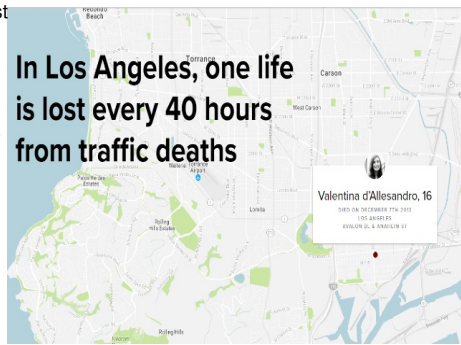 st
Redondo
Beach
In Los Angeles, one life
is lost every 40 hours
from traffic deaths
Torrance
Carson
West Carson
Torrance
Airport
Palos Verdes
Estates
Lomita
Rolling
Hills Estates
Rolling Hills
Valentina d'Allesandro, 16
DIED ON DECEMBER 7TH 2013
LOS ANGELES
AVALON BL & ANAHEIM ST